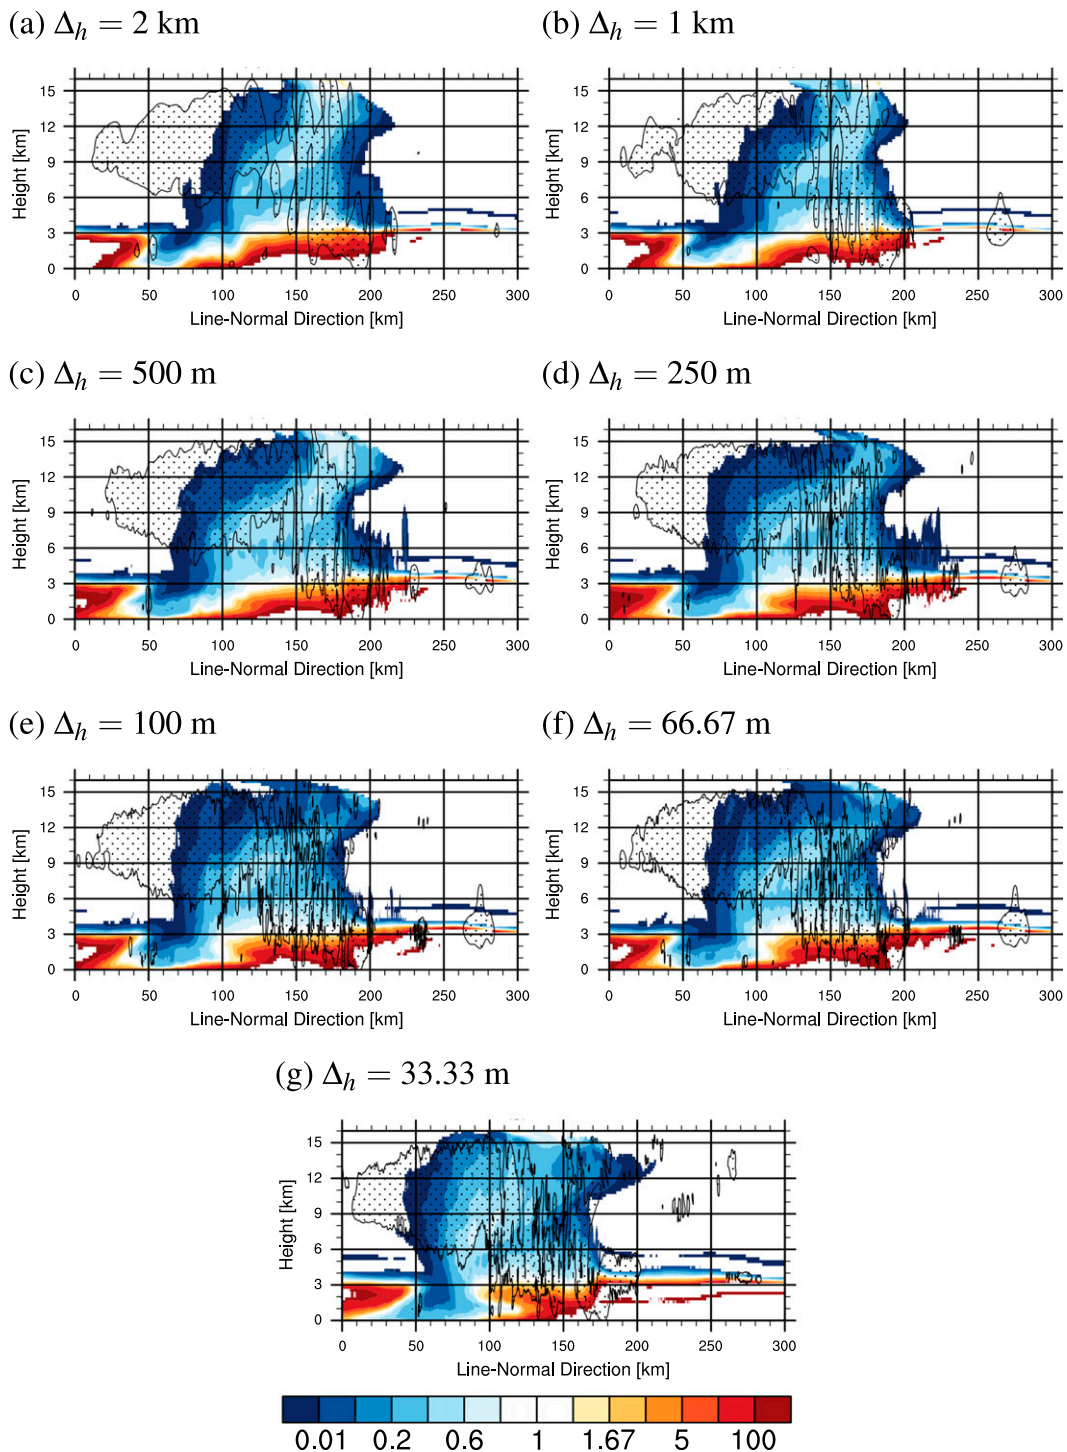 (a) Δh = 2 km
(b) Δh = 1 km
15
12
9
6
3
0
Height [km]
0 50 100 150 200 250 300
Line-Normal Direction [km]
15
12
9
6
3
0
Height [km]
0 50 100 150 200 250 300
Line-Normal Direction [km]
(c) Δh = 500 m
(d) Δh = 250 m
15
12
9
6
3
0
Height [km]
0 50 100 150 200 250 300
Line-Normal Direction [km]
15
12
9
6
3
0
Height [km]
0 50 100 150 200 250 300
Line-Normal Direction [km]
(e) Δh = 100 m
(f) Δh = 66.67 m
15
12
9
6
3
0
Height [km]
0 50 100 150 200 250 300
Line-Normal Direction [km]
15
12
9
6
3
0
Height [km]
0 50 100 150 200 250 300
Line-Normal Direction [km]
(g) Δh = 33.33 m
15
12
9
6
3
0
Height [km]
0 50 100 150 200 250 300
Line-Normal Direction [km]
0.01 0.2 0.6 1 1.67 5 100